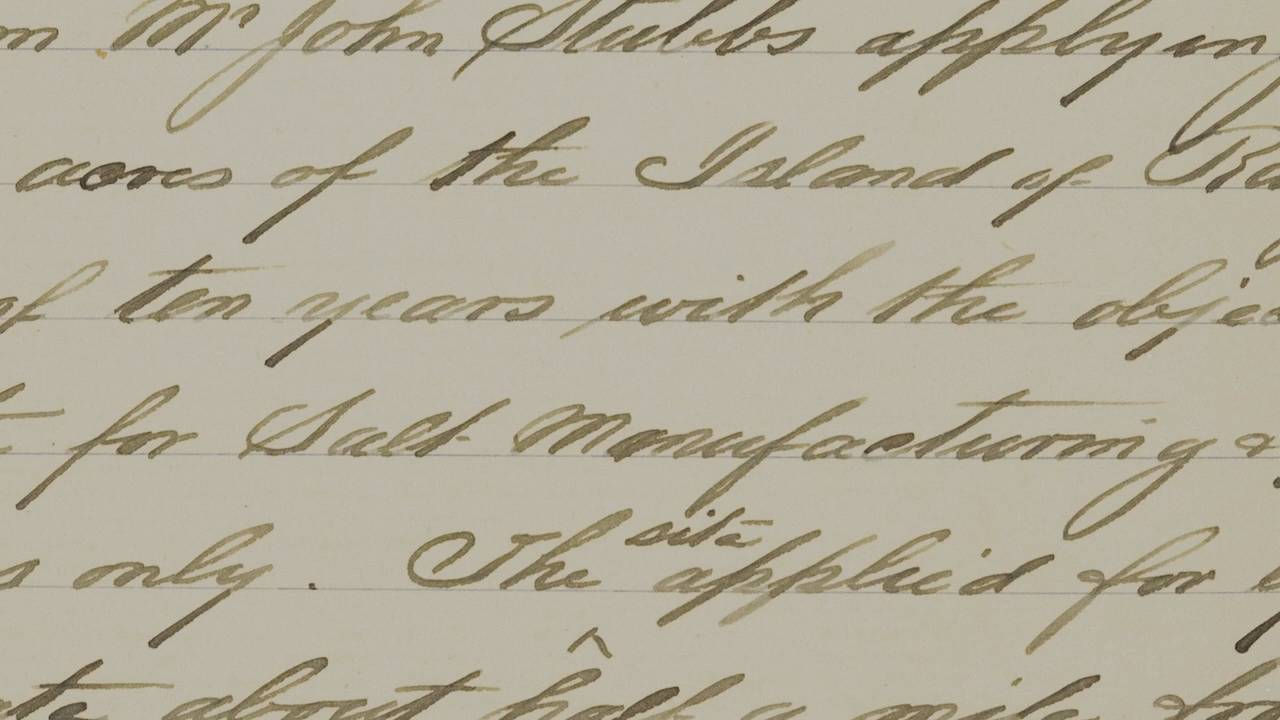 Mr John Stubbs applying
acres of the Island of
of ten years with the
for Salt Manufacturing &
only. The site applied for
about half a mile